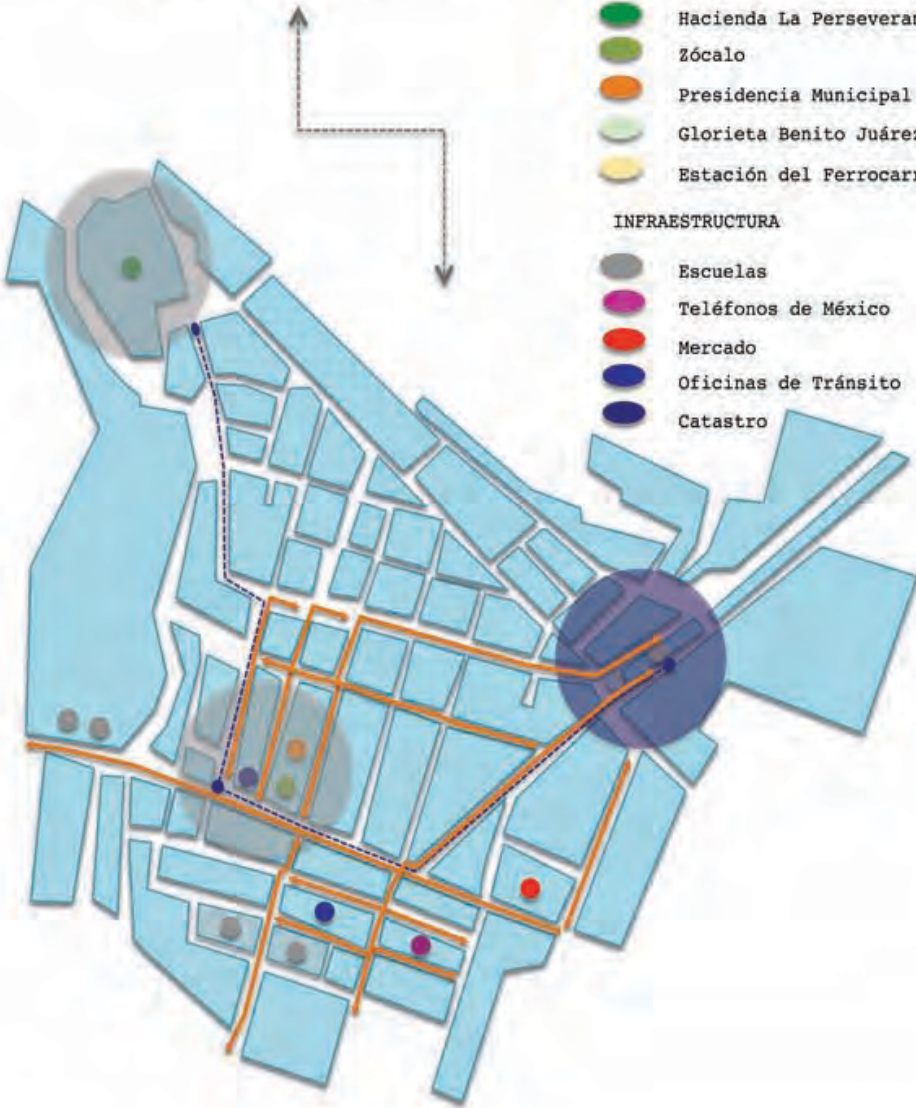 Hacienda La Perseveran
Zócalo
Presidencia Municipal
Glorieta Benito Juáre
Estación del Ferrocar
INFRAESTRUCTURA
Escuelas
Teléfonos de México
Mercado
Oficinas de Tránsito
Catastro